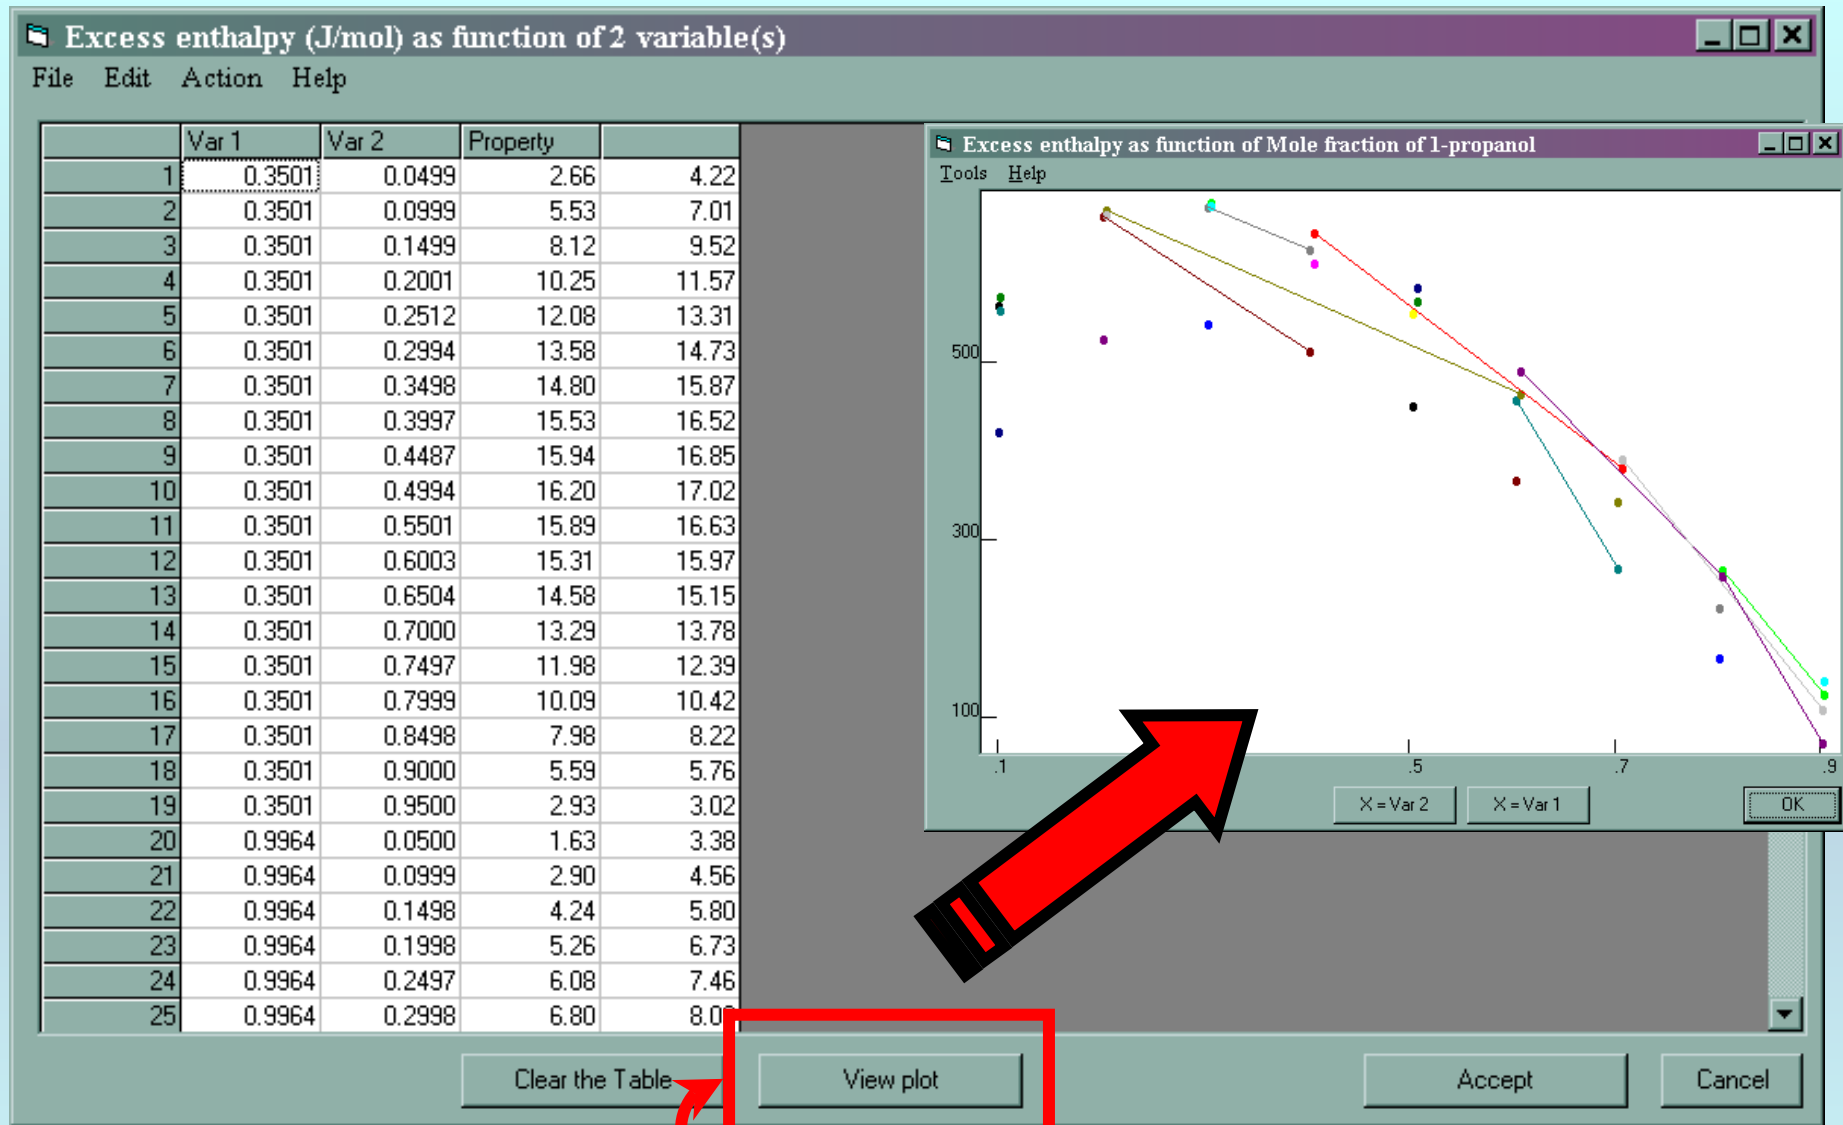 Excess enthalpy (J/mol) as function of 2 variable(s)
File Edit Action Help
Var 1 Var 2 Property
1 0.3501 0.0499 2.66 4.22
2 0.3501 0.0999 5.53 7.01
3 0.3501 0.1499 8.12 9.52
4 0.3501 0.2001 10.25 11.57
5 0.3501 0.2512 12.08 13.31
6 0.3501 0.2994 13.58 14.73
7 0.3501 0.3498 14.80 15.87
8 0.3501 0.3997 15.53 16.52
9 0.3501 0.4487 15.94 16.85
10 0.3501 0.4994 16.20 17.02
11 0.3501 0.5501 15.89 16.63
12 0.3501 0.6003 15.31 15.97
13 0.3501 0.6504 14.58 15.15
14 0.3501 0.7000 13.29 13.78
15 0.3501 0.7497 11.98 12.39
16 0.3501 0.7999 10.09 10.42
17 0.3501 0.8498 7.98 8.22
18 0.3501 0.9000 5.59 5.76
19 0.3501 0.9500 2.93 3.02
20 0.9964 0.0500 1.63 3.38
21 0.9964 0.0999 2.90 4.56
22 0.9964 0.1498 4.24 5.80
23 0.9964 0.1998 5.26 6.73
24 0.9964 0.2497 6.08 7.46
25 0.9964 0.2998 6.80
Excess enthalpy as function of Mole fraction of 1-propanol
Tools Help
500
300
100
.1 .5 .7 .9
X = Var 2 X = Var 1 OK
Clear the Table View plot Accept Cancel